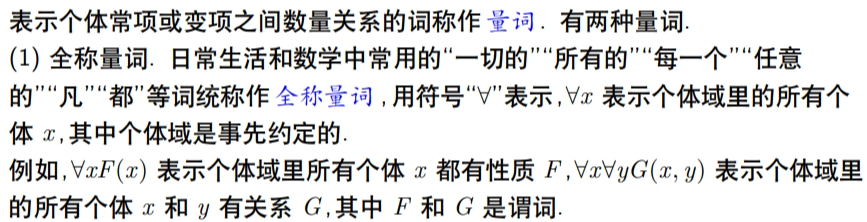 表示个体常项或变项之间数量关系的词称作 量词. 有两种量词.
(1) 全称量词. 日常生活和数学中常用的“一切的”“所有的”“每一个”“任意
的”“凡”“都”等词统称作 全称量词,用符号“∀”表示,∀x 表示个体域里的所有个
体 x,其中个体域是事先约定的.
例如,∀xF(x) 表示个体域里所有个体 x 都有性质 F,∀x∀yG(x, y) 表示个体域里
的所有个体 x 和 y 有关系 G,其中 F 和 G 是谓词.